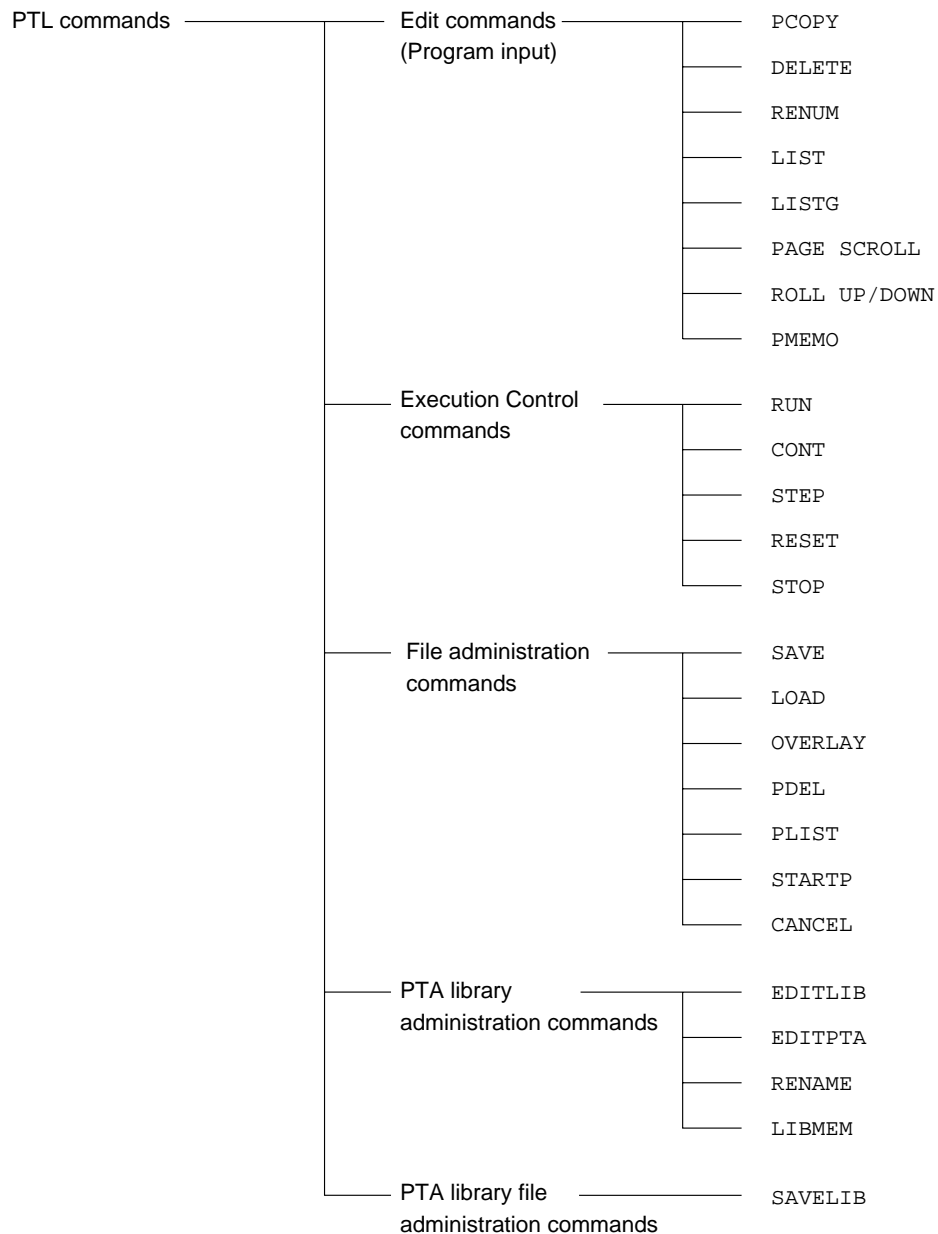 PTL commands
Edit commands
(Program input)
PCOPY
DELETE
RENUM
LIST
LISTG
PAGE SCROLL
ROLL UP/DOWN
PMEMO
Execution Control
commands
RUN
CONT
STEP
RESET
STOP
File administration
commands
SAVE
LOAD
OVERLAY
PDEL
PLIST
STARTP
CANCEL
PTA library
administration commands
EDITLIB
EDITPTA
RENAME
LIBMEM
PTA library file
administration commands
SAVELIB